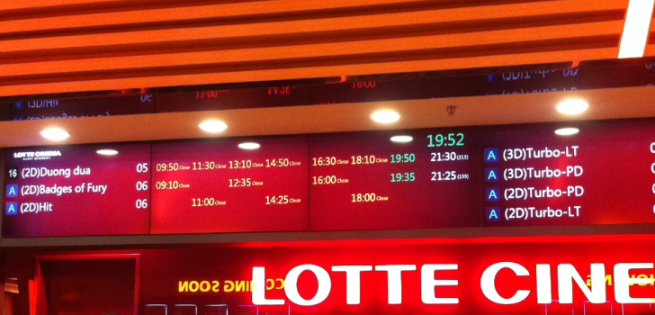 19:52
LOTTE CINEMA
16 (2D)Duong dua 05 09:50 Close 11:30 Close 13:10 Close 14:50 Close 16:30 Close 18:10 Close 19:50 21:30
A (2D)Badges of Fury 06 09:10 Close 12:35 Close 16:00 Close 19:35 21:25
A (2D)Hit 06 11:00 Close 14:25 Close 18:00 Close
A (3D)Turbo-LT
A (3D)Turbo-PD
A (2D)Turbo-PD
A (2D)Turbo-LT
COMING SOON
LOTTE CINE